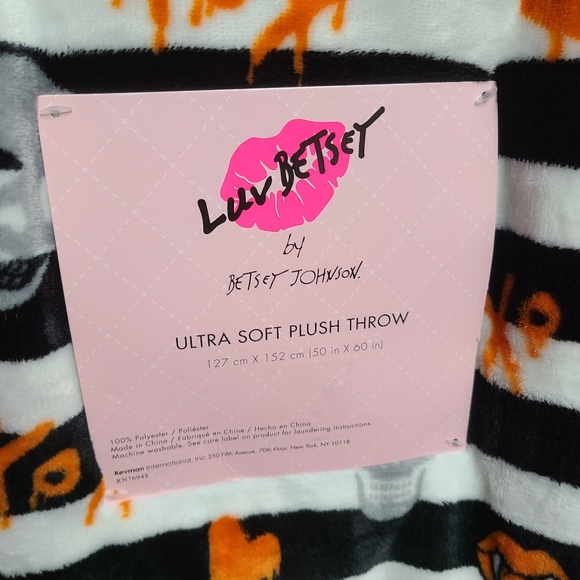 Luv BETSEY
by
BETSEY JOHNSON.
ULTRA SOFT PLUSH THROW
127 cm X 152 cm (50 in X 60 in)
100% Polyester / Poliéster
Made in China / Fabriqué en Chine / Hecho en China
Machine washable. See care label on product for laundering instructions.
Revman International, Inc 350 Fifth Avenue, 70th Floor, New York, NY 10118
RN76948
XO